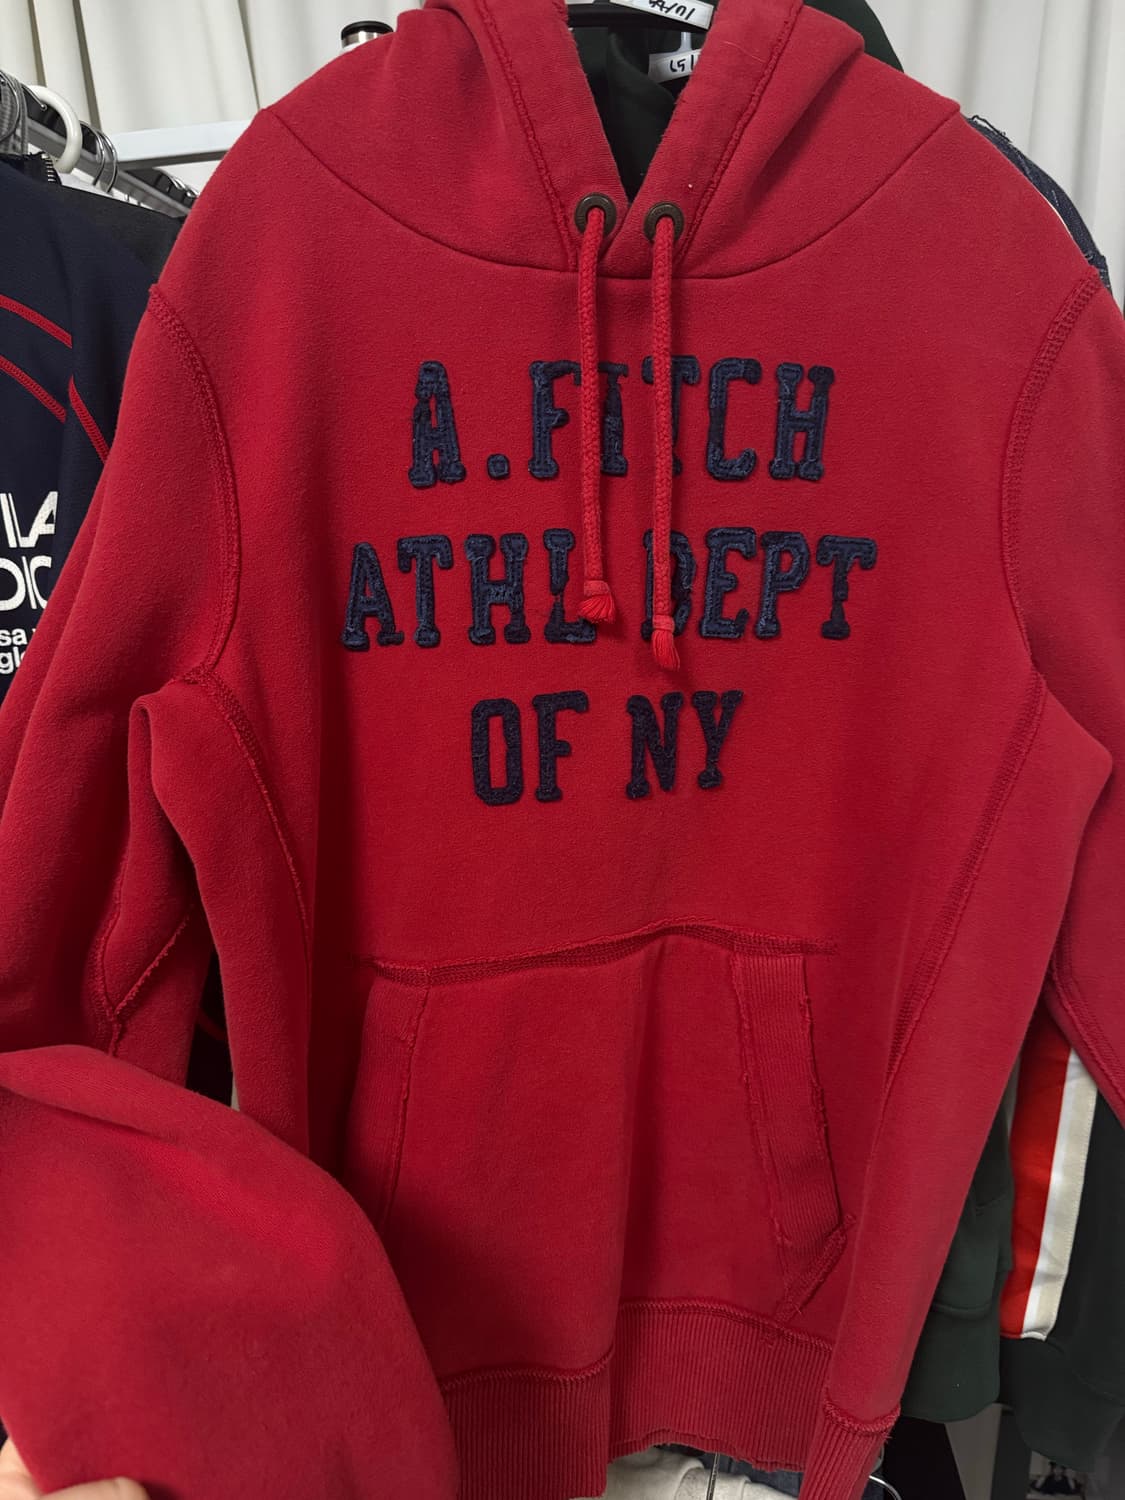 A.FITCH
ATHL DEPT
OF NY